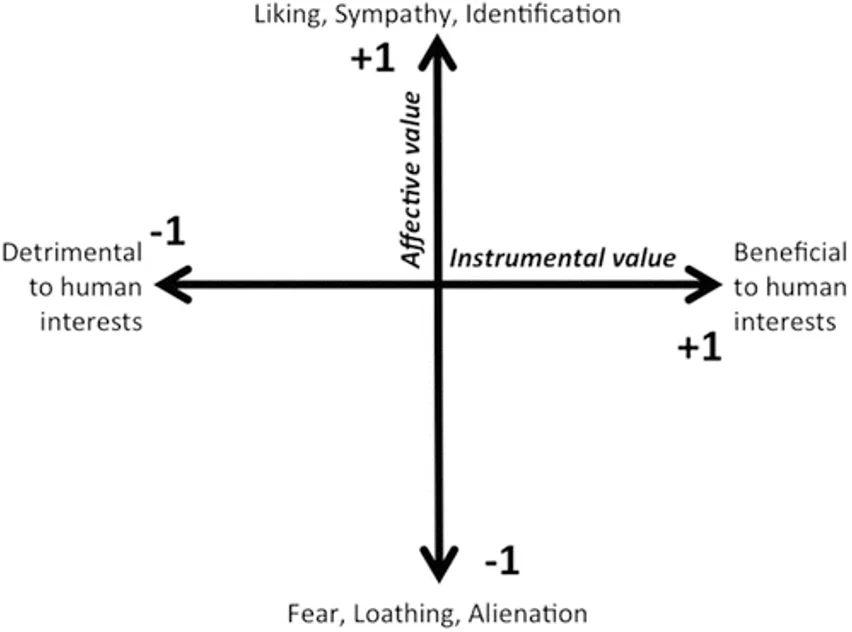 Liking, Sympathy, Identification
+1
Affective value
-1
Detrimental
to human
interests
Instrumental value
Beneficial
to human
interests
+1
-1
Fear, Loathing, Alienation